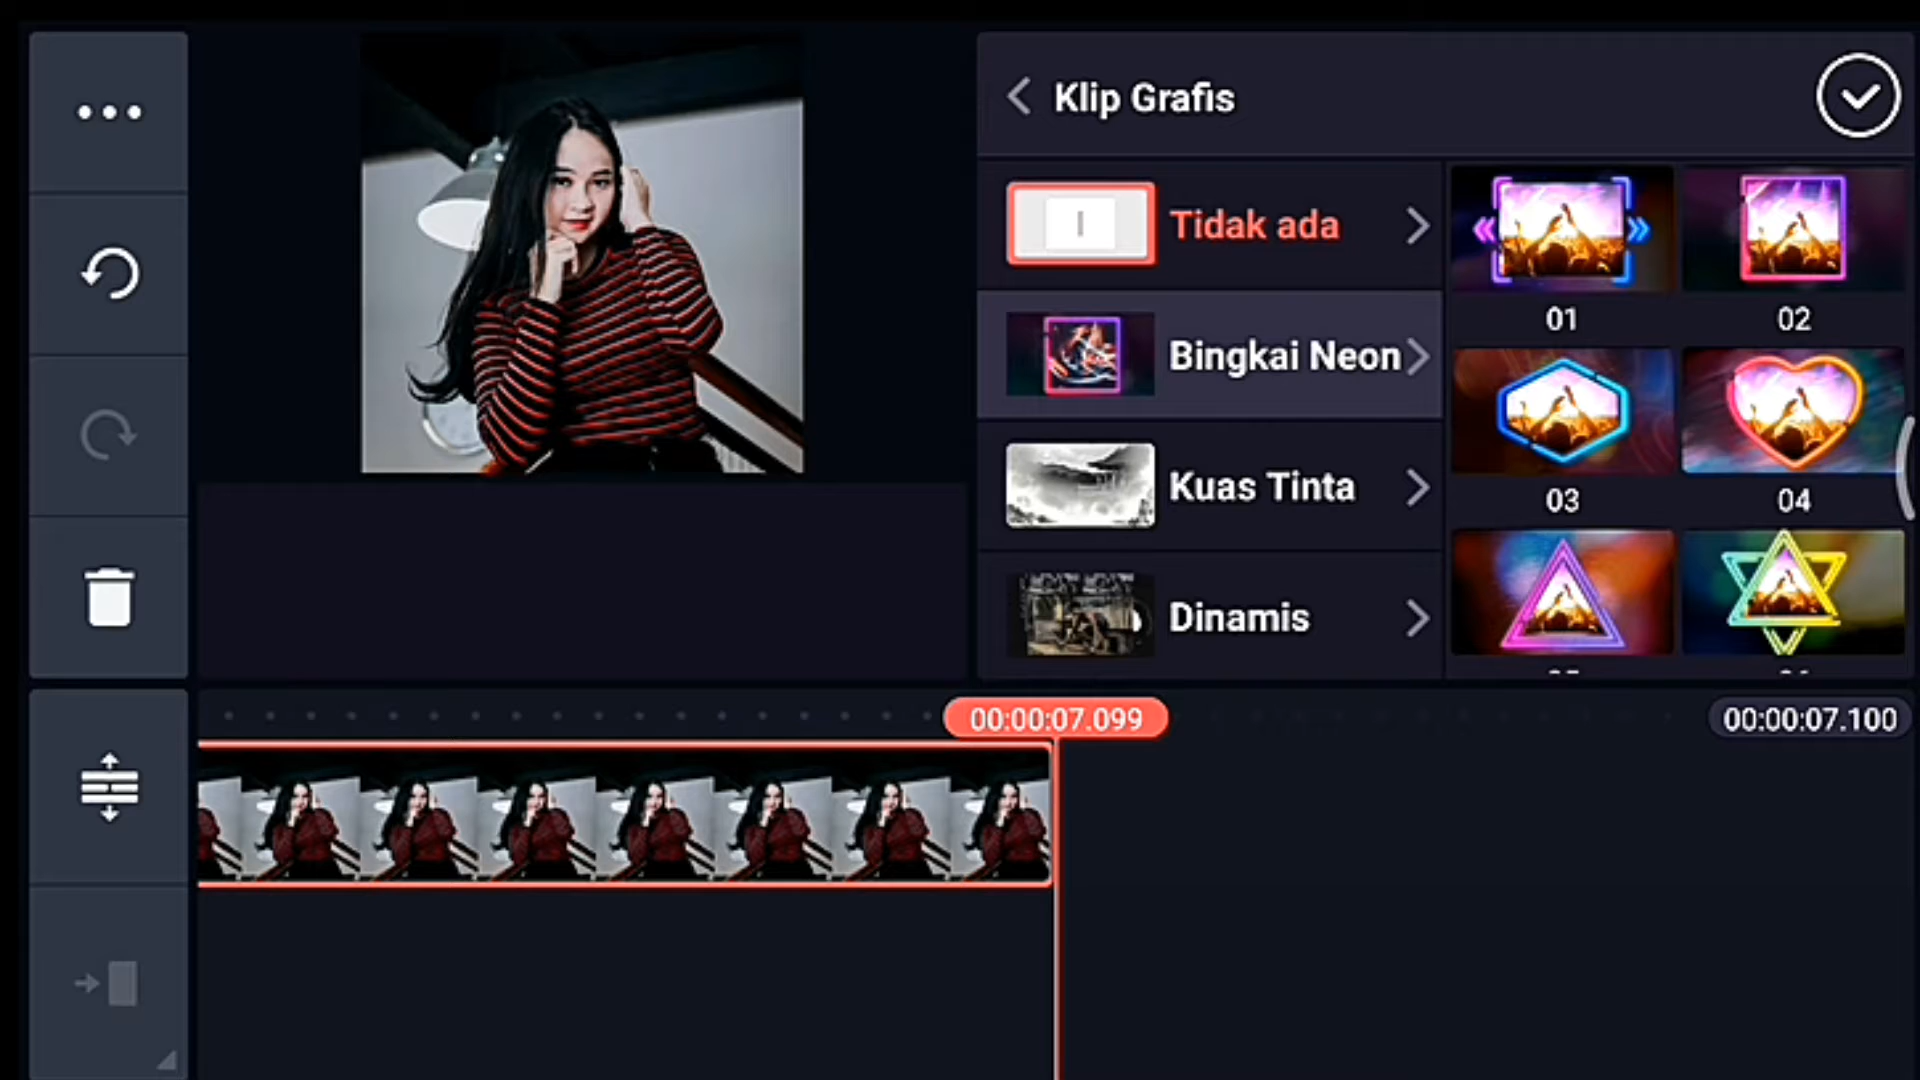 Klip Grafis
Tidak ada
Bingkai Neon
Kuas Tinta
Dinamis
01
02
03
04
00:00:07.099
00:00:07.100